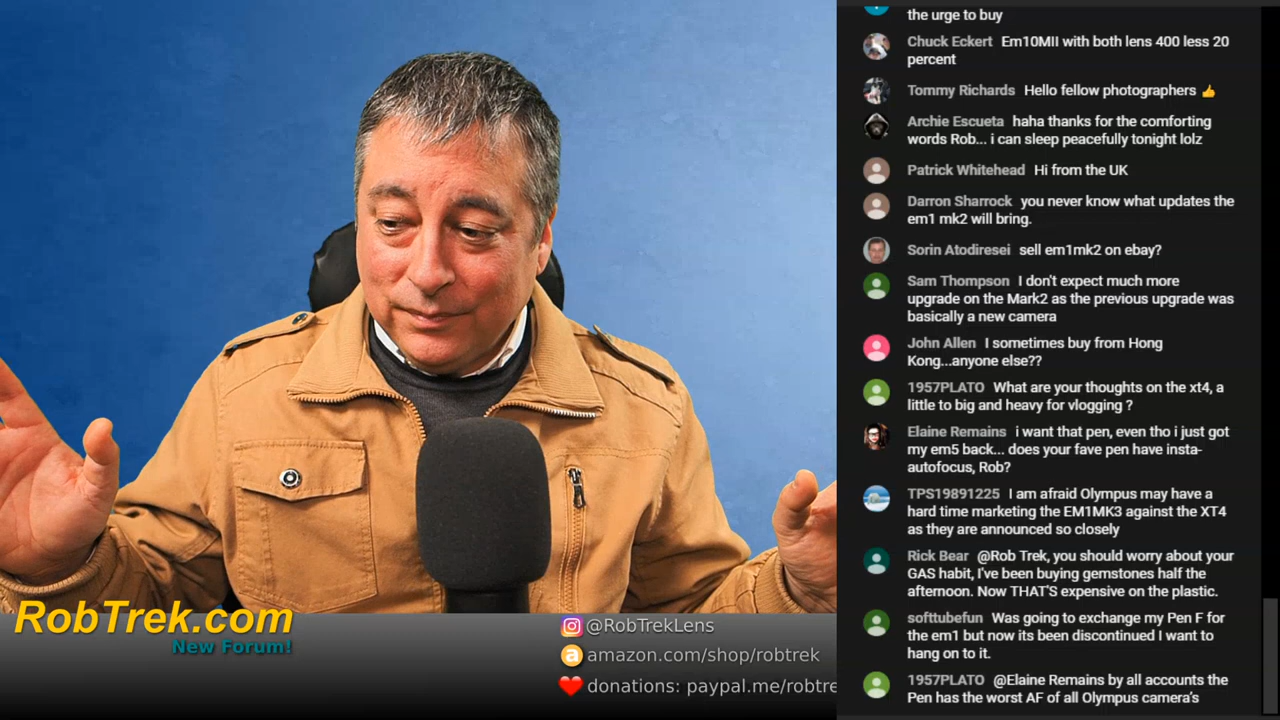 the urge to buy
Chuck Eckert Em10MII with both lens 400 less 20
percent
Tommy Richards Hello fellow photographers 👍
Archie Escueta haha thanks for the comforting
words Rob... i can sleep peacefully tonight lolz
Patrick Whitehead Hi from the UK
Darron Sharrock you never know what updates the
em1 mk2 will bring.
Sorin Atodiresei sell em1mk2 on ebay?
Sam Thompson I don't expect much more
upgrade on the Mark2 as the previous upgrade was
basically a new camera
John Allen I sometimes buy from Hong
Kong...anyone else??
1957PLATO What are your thoughts on the xt4, a
little to big and heavy for vlogging ?
Elaine Remains i want that pen, even tho i just got
my em5 back... does your fave pen have insta-
autofocus, Rob?
TPS19891225 I am afraid Olympus may have a
hard time marketing the EM1MK3 against the XT4
as they are announced so closely
Rick Bear @Rob Trek, you should worry about your
GAS habit, I've been buying gemstones half the
afternoon. Now THAT'S expensive on the plastic.
softtubefun Was going to exchange my Pen F for
the em1 but now its been discontinued I want to
hang on to it.
1957PLATO @Elaine Remains by all accounts the
Pen has the worst AF of all Olympus camera's
RobTrek.com
New Forum!
@RobTrekLens
amazon.com/shop/robtrek
donations: paypal.me/robtre